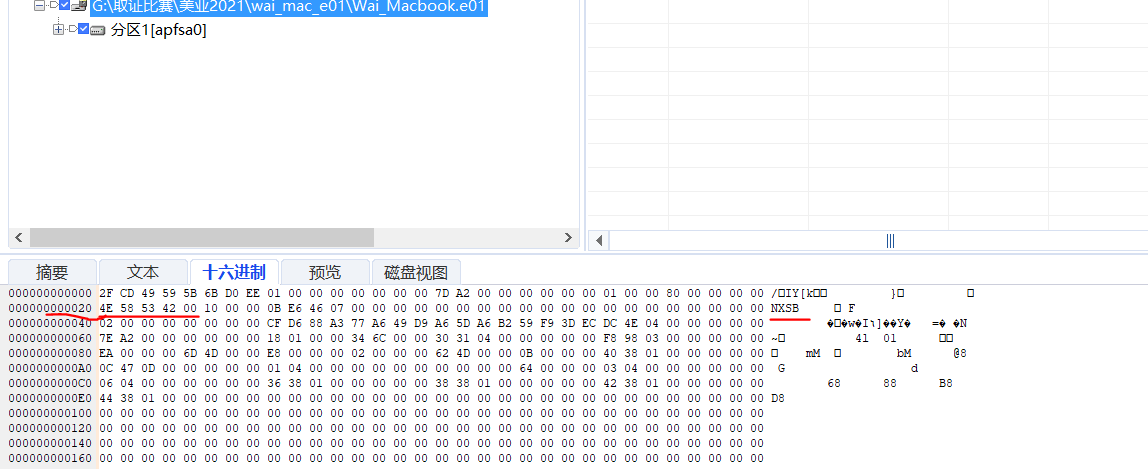 G:\取证比赛\美业2021\wai_mac_e01\Wai_Macbook.e01
分区1[apfsa0]
摘要 文本 十六进制 预览 磁盘视图
000000000000 2F CD 49 59 5B 6B D0 EE 01 00 00 00 00 00 00 00 7D A2 00 00 00 00 00 00 01 00 00 80 00 00 00 00 /□IY[k□□ }□ □
000000000020 4E 58 53 42 00 10 00 00 0B E6 46 07 00 00 00 00 00 00 00 00 00 00 00 00 00 00 00 00 00 00 00 00 NXSB □ F
000000000040 02 00 00 00 00 00 00 00 CF D6 88 A3 77 A6 49 D9 A6 5D A6 B2 59 F9 3D EC DC 4E 04 00 00 00 00 00
000000000060 7E A2 00 00 00 00 00 00 18 01 00 00 34 6C 00 00 30 31 04 00 00 00 00 00 F8 98 03 00 00 00 00 00 ~□ 4l 01 □□
000000000080 EA 00 00 00 6D 4D 00 00 E8 00 00 00 02 00 00 00 62 4D 00 00 0B 00 00 00 40 38 01 00 00 00 00 00 □ mM □ bM @8
0000000000A0 0C 47 0D 00 00 00 00 00 01 04 00 00 00 00 00 00 00 00 00 00 64 00 00 00 03 04 00 00 00 00 00 00 G d
0000000000C0 06 04 00 00 00 00 00 00 36 38 01 00 00 00 00 00 38 38 01 00 00 00 00 00 42 38 01 00 00 00 00 00 68 88 B8
0000000000E0 44 38 01 00 00 00 00 00 00 00 00 00 00 00 00 00 00 00 00 00 00 00 00 00 00 00 00 00 00 00 00 00 D8
000000000100 00 00 00 00 00 00 00 00 00 00 00 00 00 00 00 00 00 00 00 00 00 00 00 00 00 00 00 00 00 00 00 00
000000000120 00 00 00 00 00 00 00 00 00 00 00 00 00 00 00 00 00 00 00 00 00 00 00 00 00 00 00 00 00 00 00 00
000000000140 00 00 00 00 00 00 00 00 00 00 00 00 00 00 00 00 00 00 00 00 00 00 00 00 00 00 00 00 00 00 00 00
000000000160 00 00 00 00 00 00 00 00 00 00 00 00 00 00 00 00 00 00 00 00 00 00 00 00 00 00 00 00 00 00 00 00